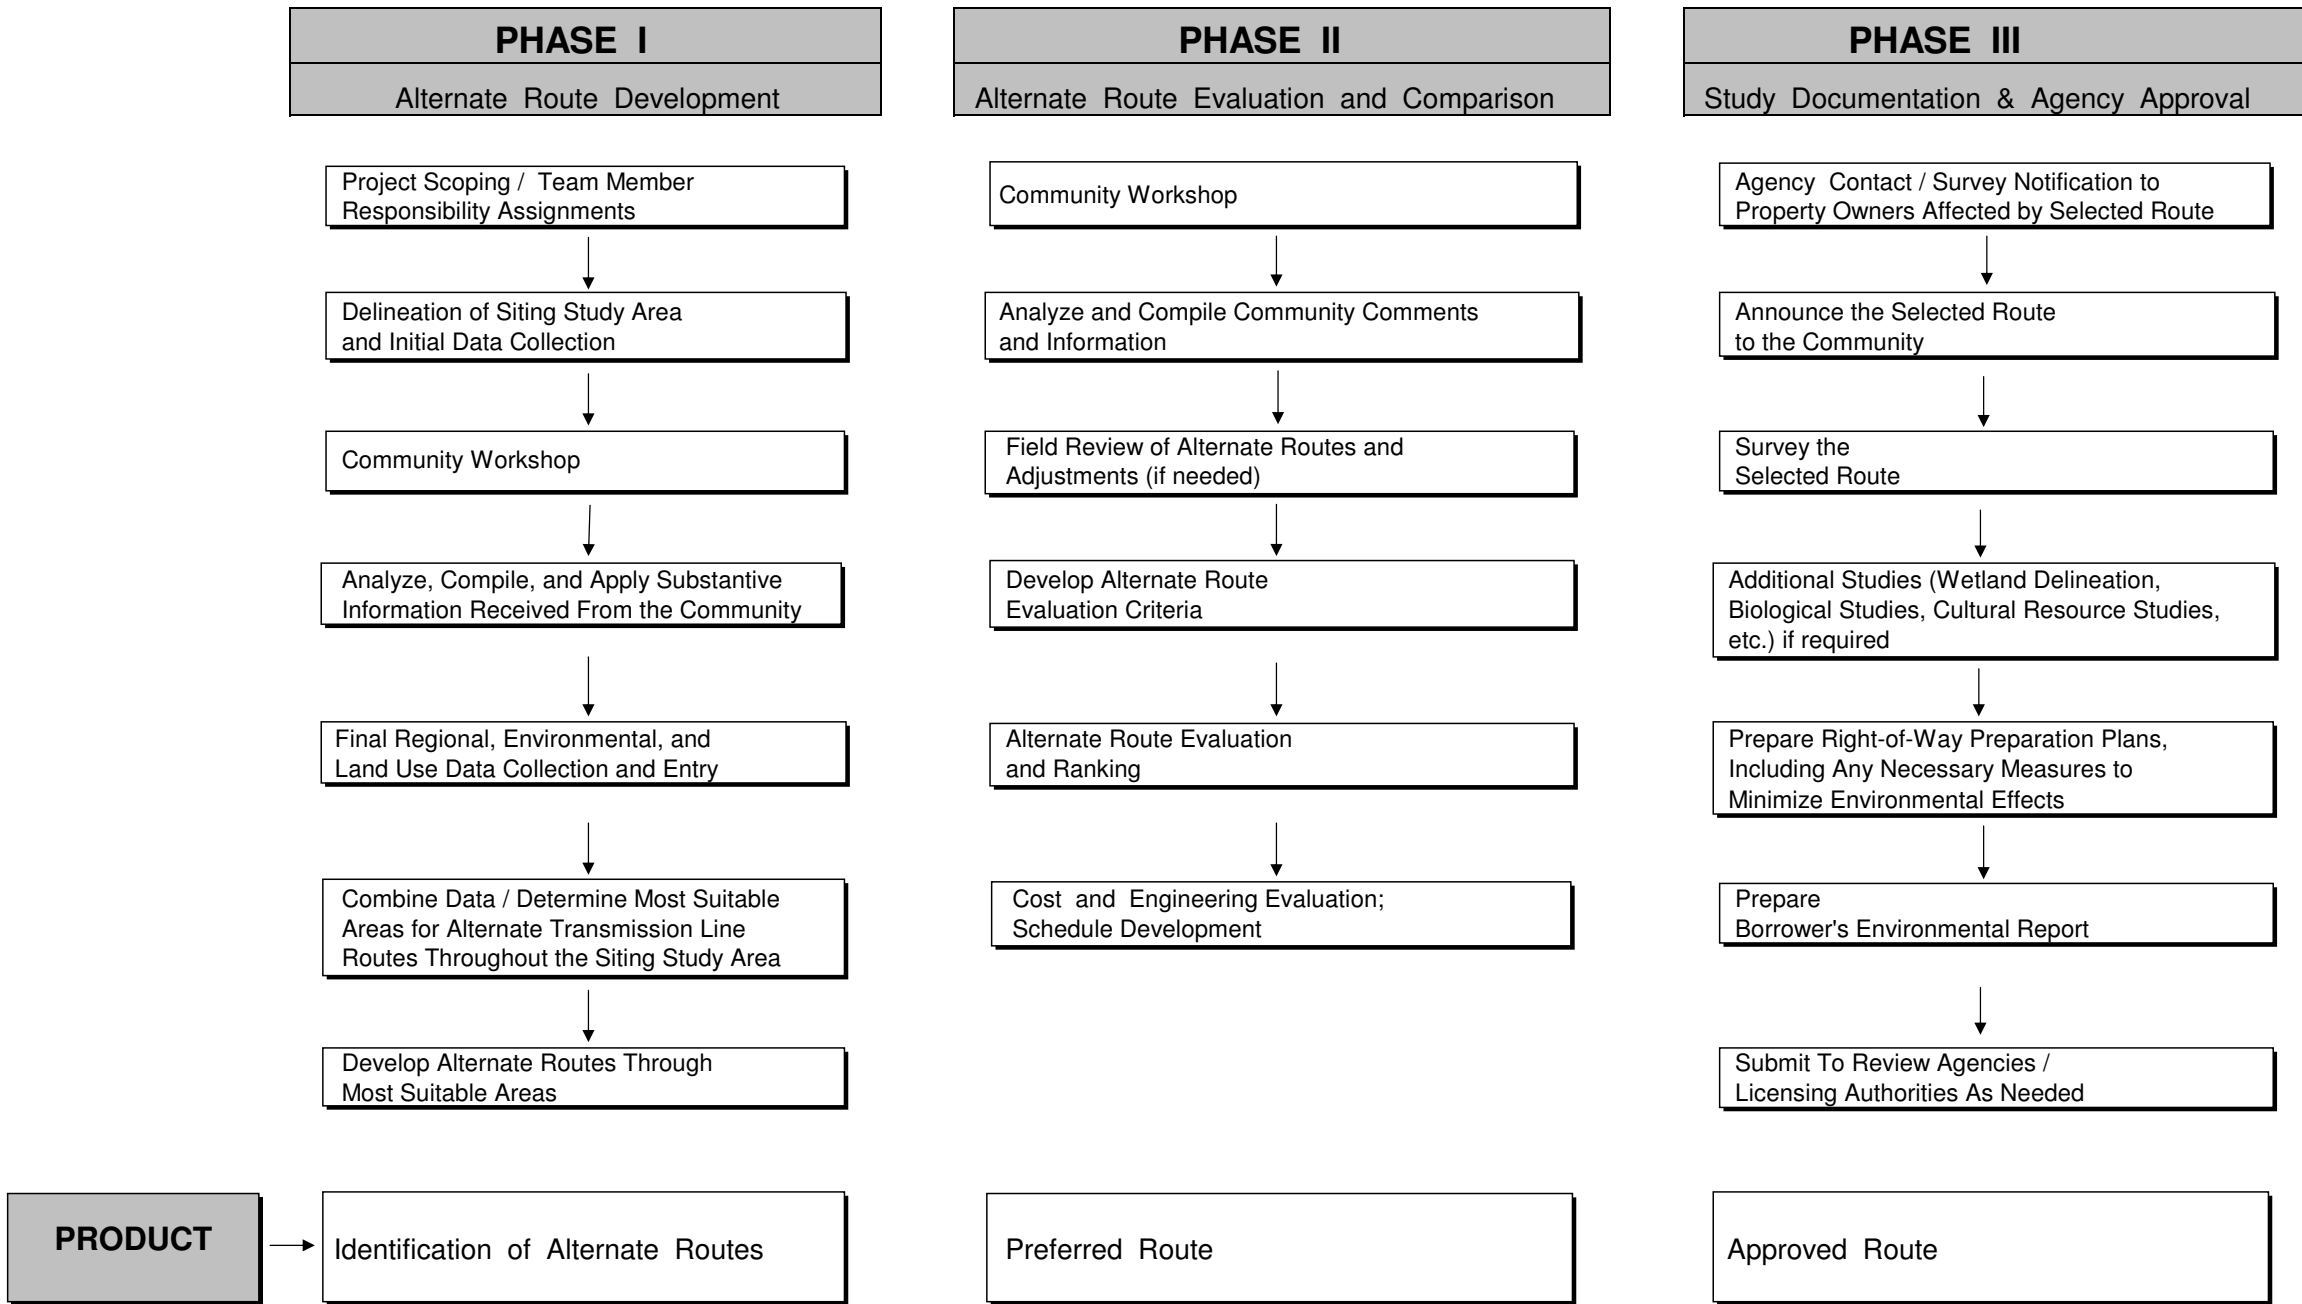 PHASE I
Alternate Route Development
Project Scoping / Team Member
Responsibility Assignments
Delineation of Siting Study Area
and Initial Data Collection
Community Workshop
Analyze, Compile, and Apply Substantive
Information Received From the Community
Final Regional, Environmental, and
Land Use Data Collection and Entry
Combine Data / Determine Most Suitable
Areas for Alternate Transmission Line
Routes Throughout the Siting Study Area
Develop Alternate Routes Through
Most Suitable Areas
PHASE II
Alternate Route Evaluation and Comparison
Community Workshop
Analyze and Compile Community Comments
and Information
Field Review of Alternate Routes and
Adjustments (if needed)
Develop Alternate Route
Evaluation Criteria
Alternate Route Evaluation
and Ranking
Cost and Engineering Evaluation;
Schedule Development
PHASE III
Study Documentation & Agency Approval
Agency Contact / Survey Notification to
Property Owners Affected by Selected Route
Announce the Selected Route
to the Community
Survey the
Selected Route
Additional Studies (Wetland Delineation,
Biological Studies, Cultural Resource Studies,
etc.) if required
Prepare Right-of-Way Preparation Plans,
Including Any Necessary Measures to
Minimize Environmental Effects
Prepare
Borrower's Environmental Report
Submit To Review Agencies /
Licensing Authorities As Needed
PRODUCT
Identification of Alternate Routes
Preferred Route
Approved Route